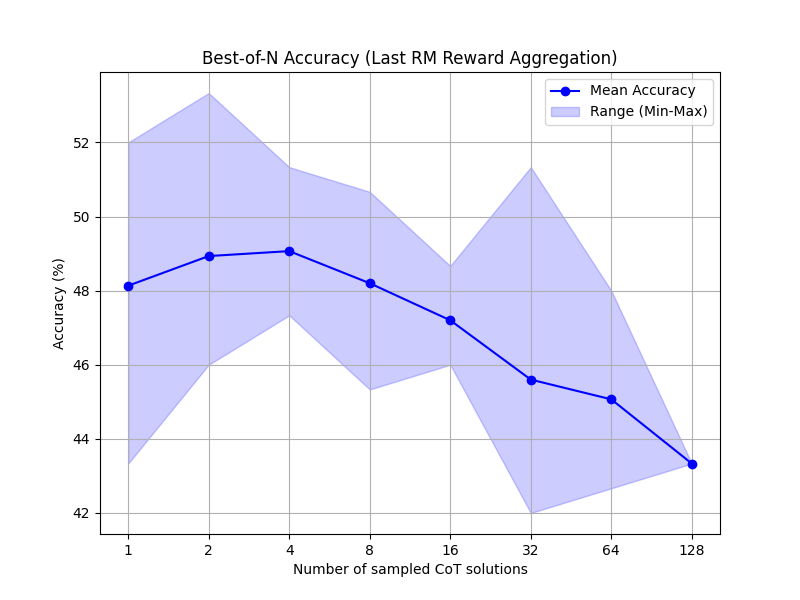 Best-of-N Accuracy (Last RM Reward Aggregation)
Mean Accuracy
Range (Min-Max)
Accuracy (%)
52
50
48
46
44
42
1 2 4 8 16 32 64 128
Number of sampled CoT solutions